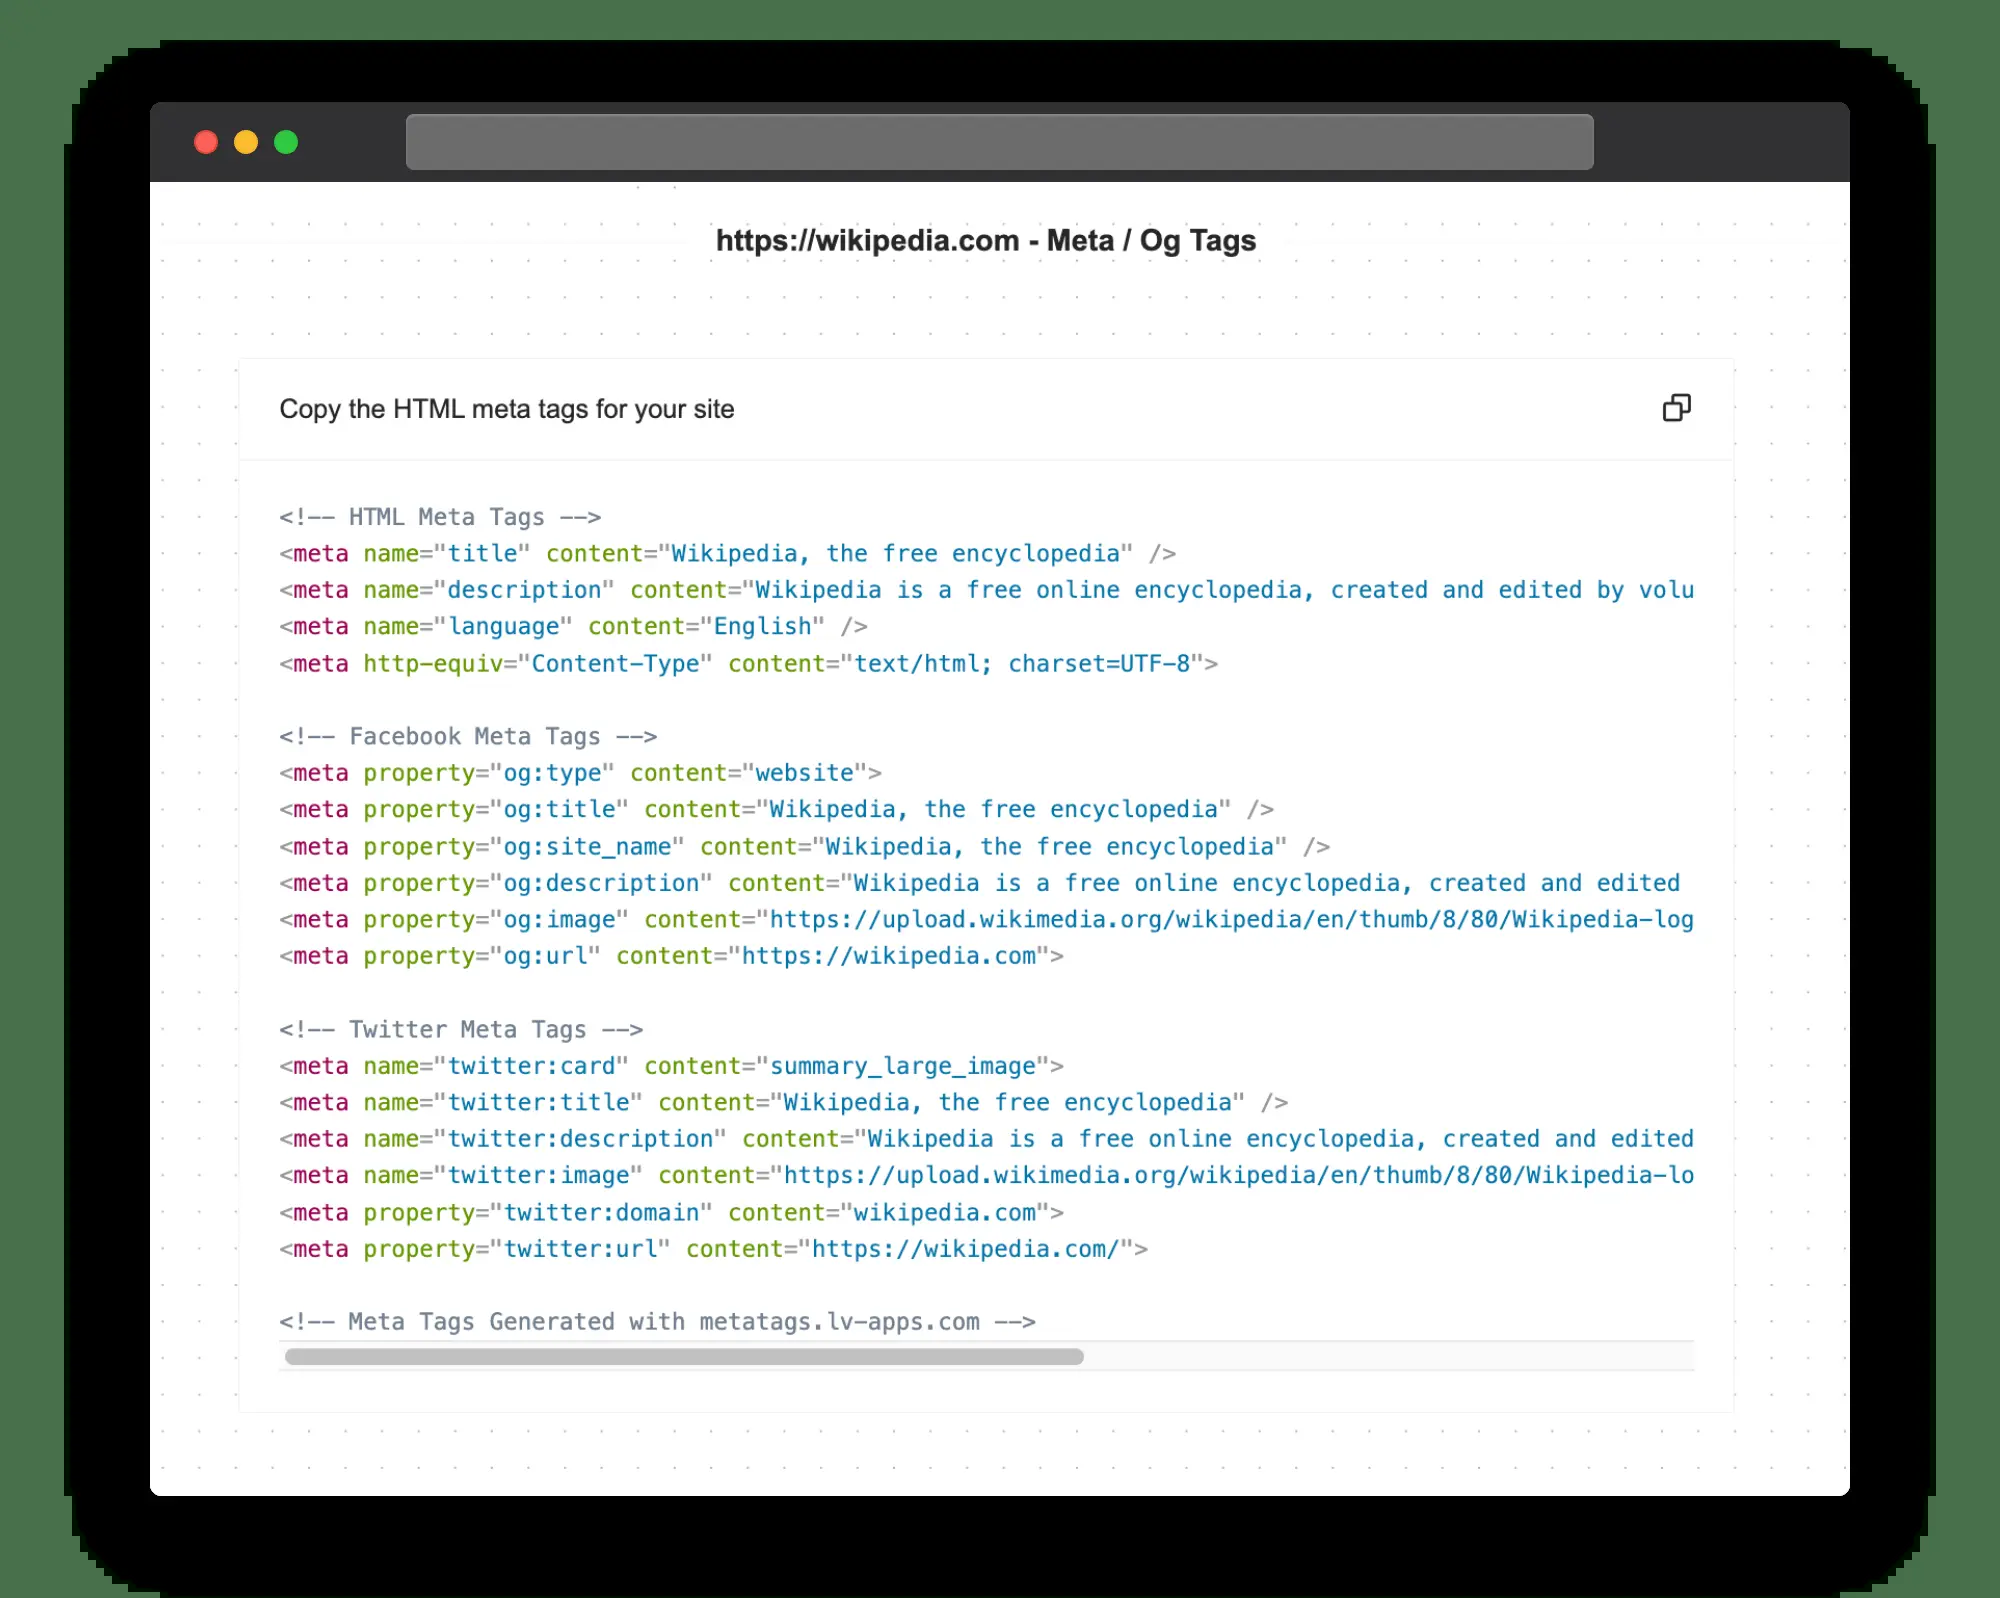 https://wikipedia.com - Meta / Og Tags
Copy the HTML meta tags for your site
<!-- HTML Meta Tags -->
<meta name="title" content="Wikipedia, the free encyclopedia" />
<meta name="description" content="Wikipedia is a free online encyclopedia, created and edited by volu
<meta name="language" content="English" />
<meta http-equiv="Content-Type" content="text/html; charset=UTF-8">
<!-- Facebook Meta Tags -->
<meta property="og:type" content="website">
<meta property="og:title" content="Wikipedia, the free encyclopedia" />
<meta property="og:site_name" content="Wikipedia, the free encyclopedia" />
<meta property="og:description" content="Wikipedia is a free online encyclopedia, created and edited
<meta property="og:image" content="https://upload.wikimedia.org/wikipedia/en/thumb/8/80/Wikipedia-log
<meta property="og:url" content="https://wikipedia.com">
<!-- Twitter Meta Tags -->
<meta name="twitter:card" content="summary_large_image">
<meta name="twitter:title" content="Wikipedia, the free encyclopedia" />
<meta name="twitter:description" content="Wikipedia is a free online encyclopedia, created and edited
<meta name="twitter:image" content="https://upload.wikimedia.org/wikipedia/en/thumb/8/80/Wikipedia-lo
<meta property="twitter:domain" content="wikipedia.com">
<meta property="twitter:url" content="https://wikipedia.com/">
<!-- Meta Tags Generated with metatags.lv-apps.com -->